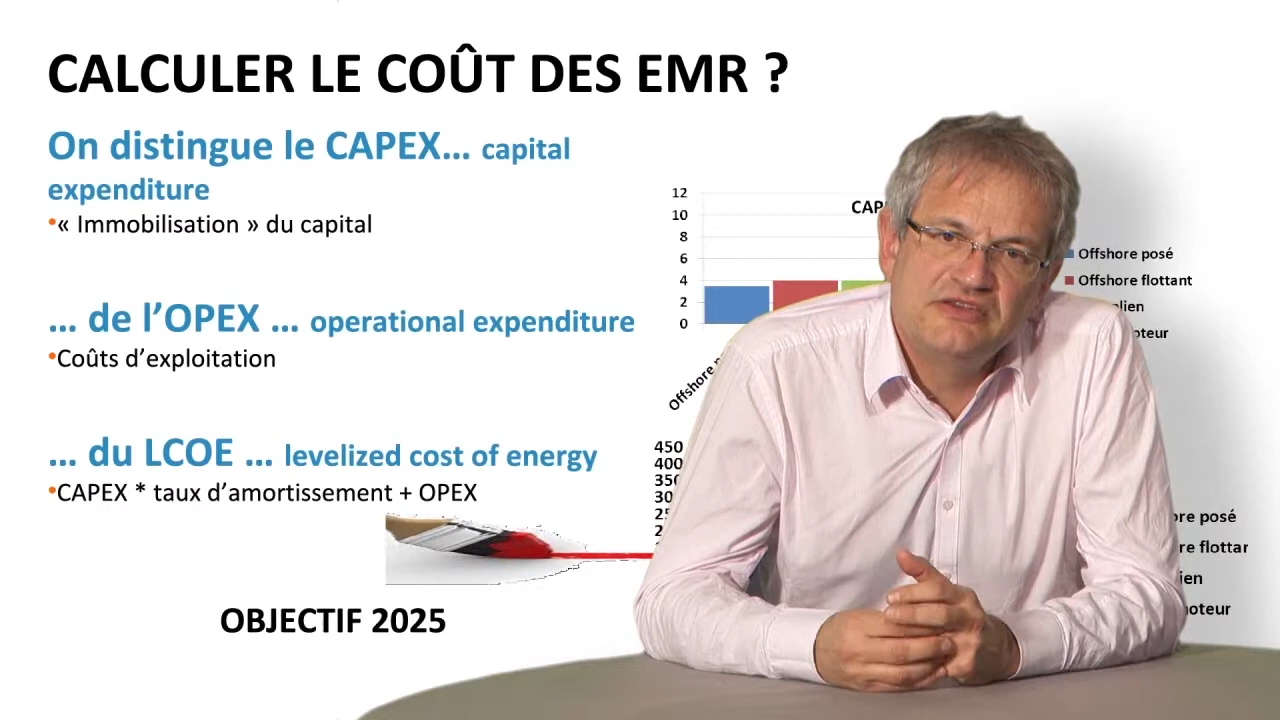 CALCULER LE COÛT DES EMR ?
On distingue le CAPEX... capital
expenditure
•« Immobilisation » du capital
... de l’OPEX ... operational expenditure
•Coûts d’exploitation
... du LCOE ... levelized cost of energy
•CAPEX * taux d’amortissement + OPEX
OBJECTIF 2025
12
10
8
6
4
2
0
Offshore posé
Offshore flottant
Offshore
450
400